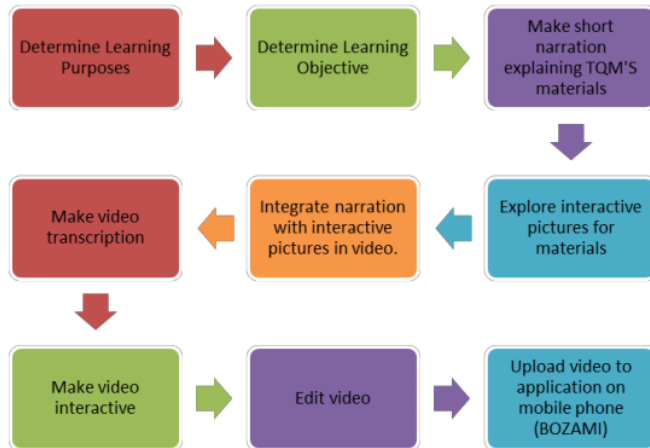 Determine Learning
Purposes
Determine Learning
Objective
Make short
narration
explaining TQM'S
materials
Explore interactive
pictures for
materials
Integrate narration
with interactive
pictures in video.
Make video
transcription
Make video
interactive
Edit video
Upload video to
application on
mobile phone
(BOZAMI)